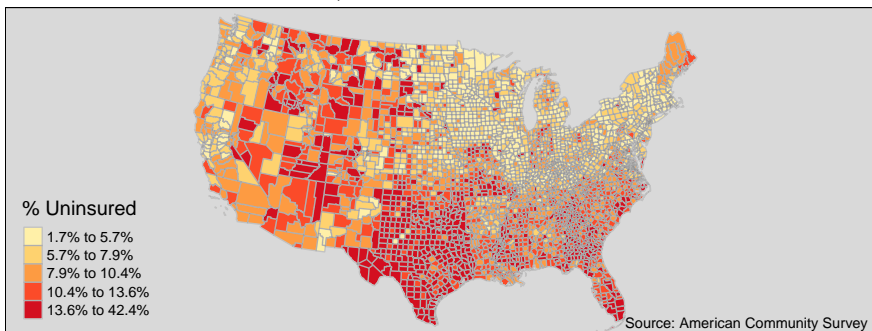 % Uninsured
1.7% to 5.7%
5.7% to 7.9%
7.9% to 10.4%
10.4% to 13.6%
13.6% to 42.4%
Source: American Community Survey